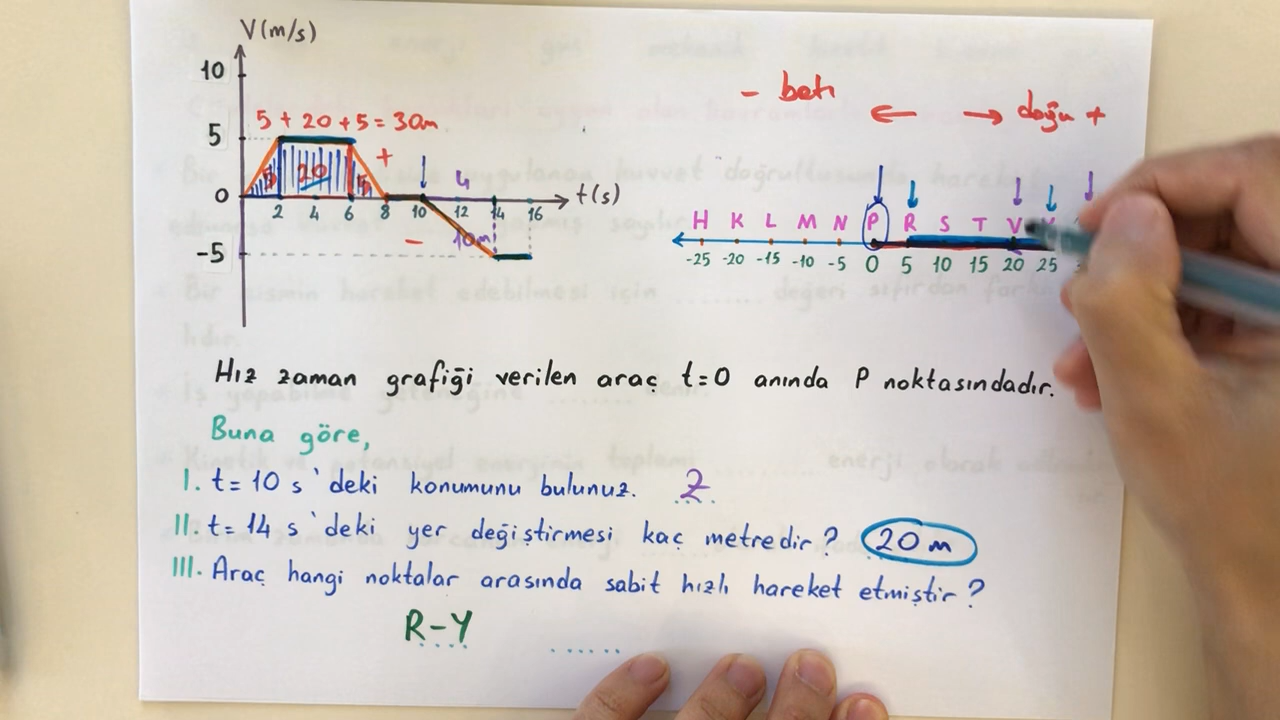 V(m/s)
10
5 + 20 + 5 = 30m
5
5 20 5 +
0
2 4 6 8 10 12 14 16 t(s)
4
- 10m
-5
- batı
← → doğu +
H K L M N P R S T V
-25 -20 -15 -10 -5 0 5 10 15 20 25
Hız zaman grafiği verilen araç t=0 anında P noktasındadır.
Buna göre,
I. t= 10 s'deki konumunu bulunuz. Z
II. t= 14 s'deki yer değiştirmesi kaç metredir? 20 m
III. Araç hangi noktalar arasında sabit hızlı hareket etmiştir?
R-Y